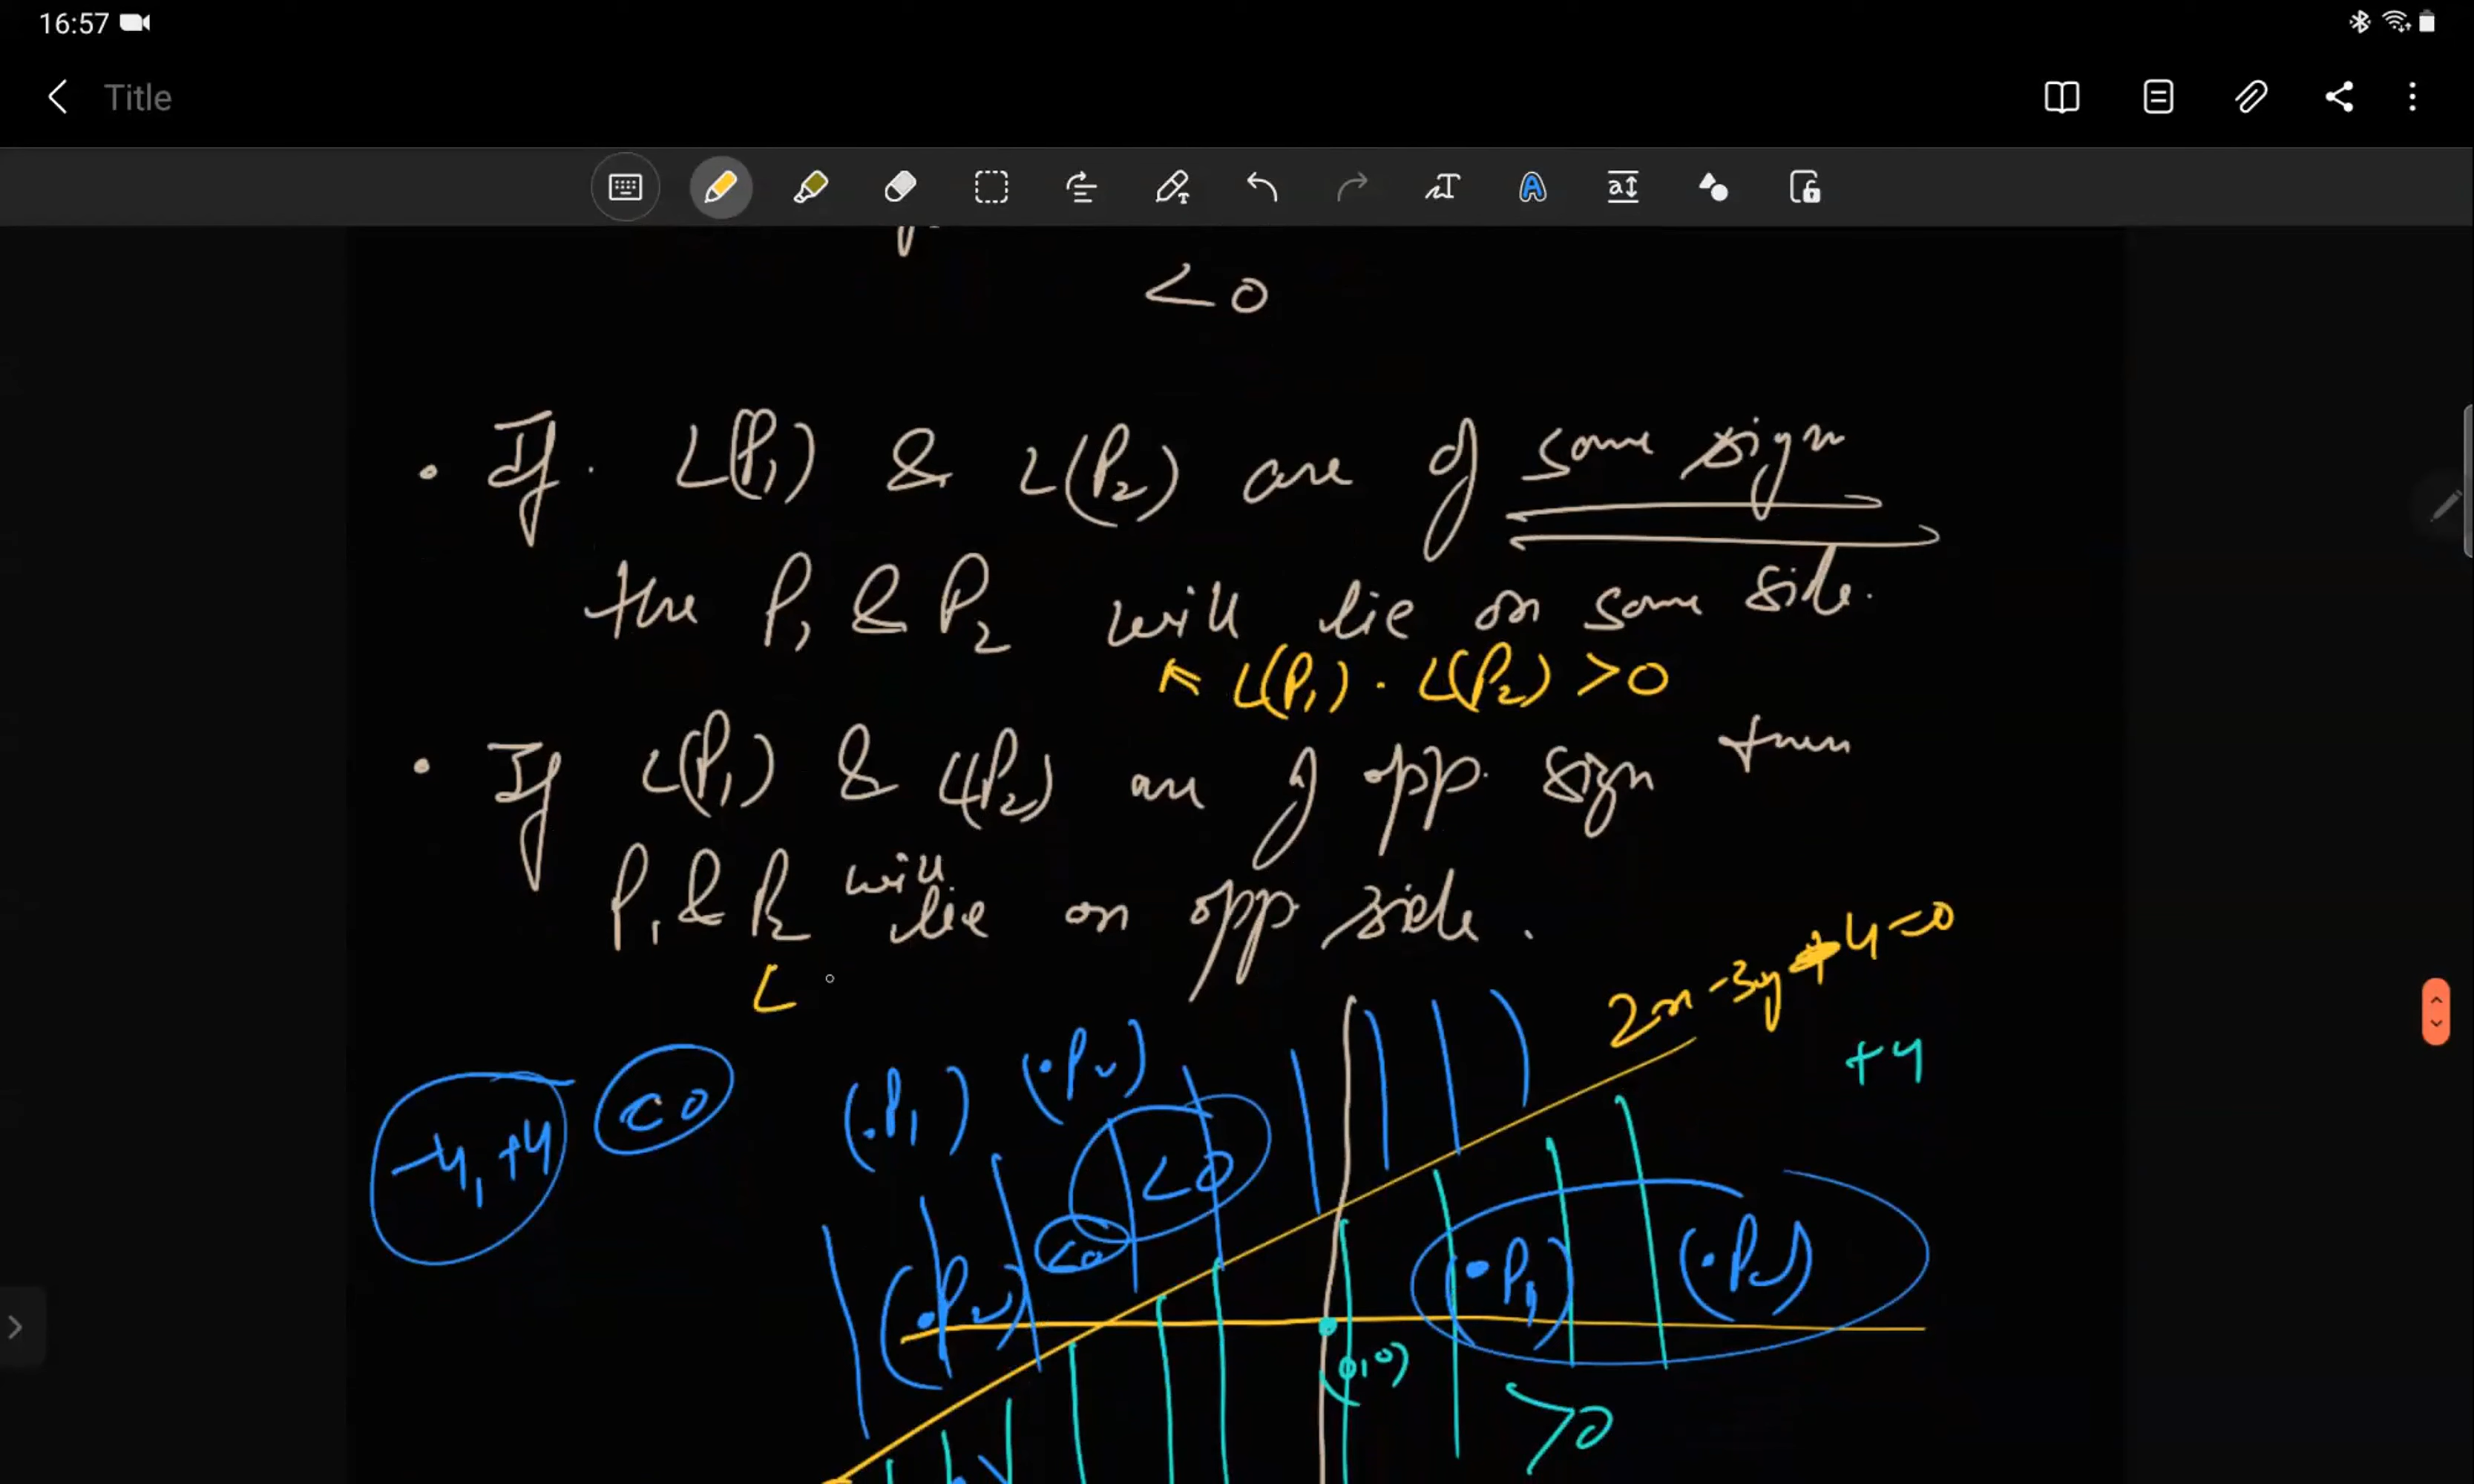 16:57
Title
<0
• If L(P₁) & L(P₂) are of same sign
the P₁ & P₂ will lie on same side.
L(P₁) · L(P₂) >0
• If L(P₁) & L(P₂) are of opp. sign then
P₁ & P₂ will lie on opp side.
L
2x -3y +4=0
+4
-4, +4
<0
(.P₁)
(.P₂)
<0
<0
(.P₂)
(.P₁)
(.P₂)
(0,0)
>0